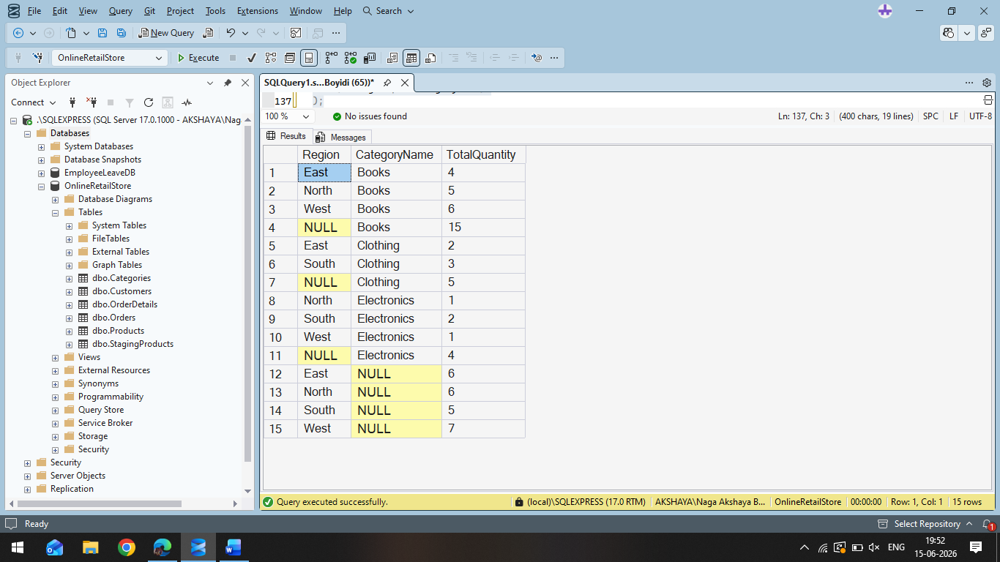 File Edit View Query Git Project Tools Extensions Window Help Search
New Query
OnlineRetailStore Execute
Object Explorer
Connect
.\SQLEXPRESS (SQL Server 17.0.1000 - AKSHAYA\Nag
Databases
System Databases
Database Snapshots
EmployeeLeaveDB
OnlineRetailStore
Database Diagrams
Tables
System Tables
FileTables
External Tables
Graph Tables
dbo.Categories
dbo.Customers
dbo.OrderDetails
dbo.Orders
dbo.Products
dbo.StagingProducts
Views
External Resources
Synonyms
Programmability
Query Store
Service Broker
Storage
Security
Security
Server Objects
Replication
SQLQuery1.s...Boyidi (65))*
137 );
100 % No issues found Ln: 137, Ch: 3 (400 chars, 19 lines) SPC LF UTF-8
Results Messages
Region CategoryName TotalQuantity
1 East Books 4
2 North Books 5
3 West Books 6
4 NULL Books 15
5 East Clothing 2
6 South Clothing 3
7 NULL Clothing 5
8 North Electronics 1
9 South Electronics 2
10 West Electronics 1
11 NULL Electronics 4
12 East NULL 6
13 North NULL 6
14 South NULL 5
15 West NULL 7
Query executed successfully. (local)\SQLEXPRESS (17.0 RTM) AKSHAYA\Naga Akshaya B... OnlineRetailStore 00:00:00 Row: 1, Col: 1 15 rows
Ready Select Repository 1
ENG 19:52
15-06-2026